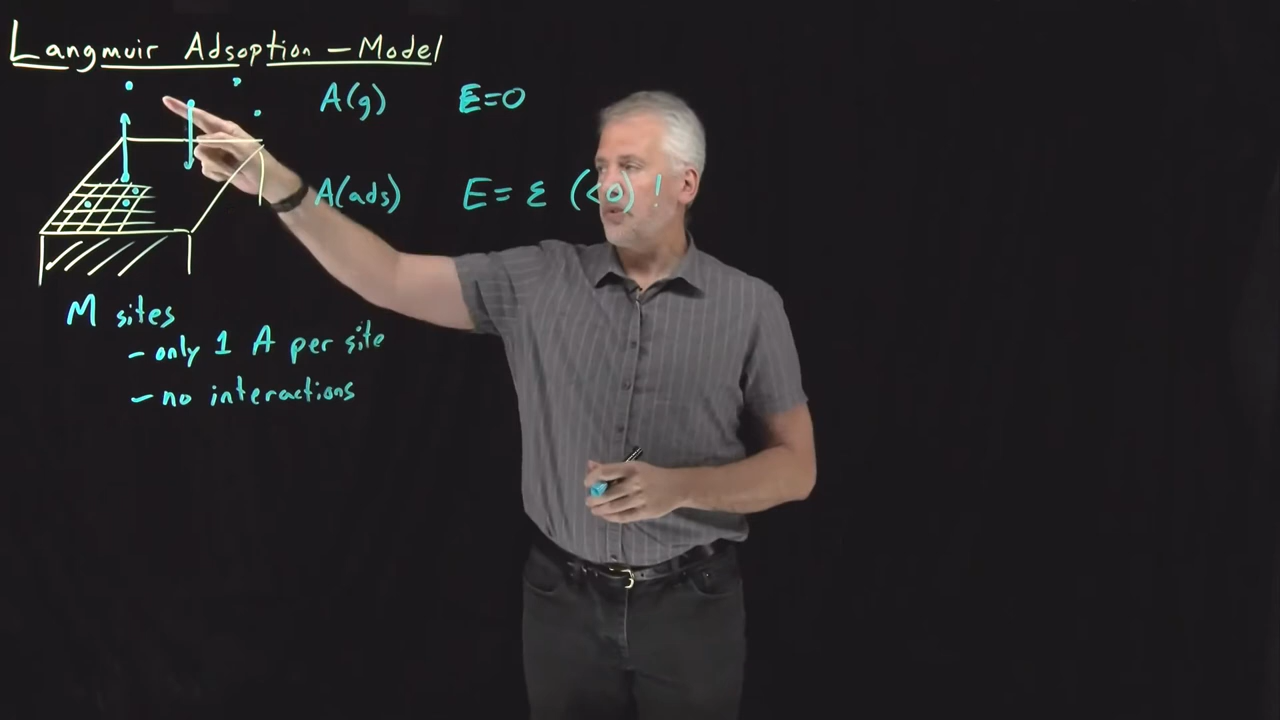 Langmuir Adsoption - Model
A(g) E=0
A(ads) E= ε (<0) !
M sites
- only 1 A per site
- no interactions